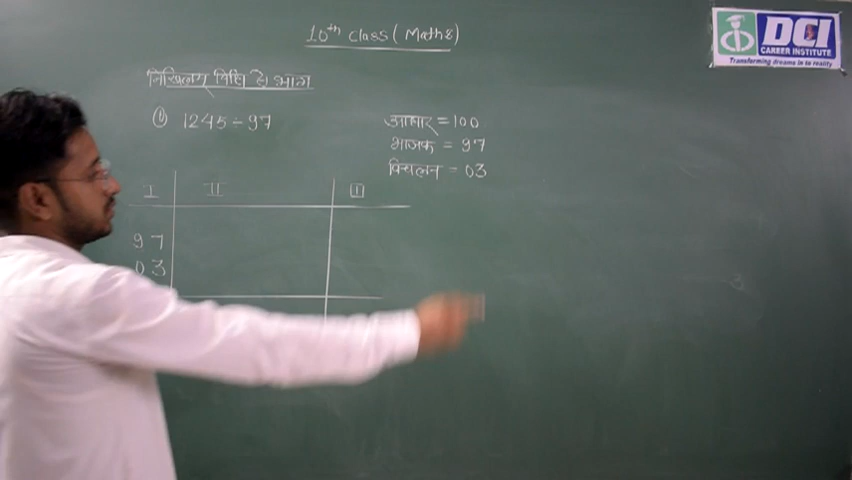 10th Class (Maths)
DCI
CAREER INSTITUTE
Transforming dreams in to reality
निखिलम् विधि से भाग
① 1245 ÷ 97
आधार = 100
भाजक = 97
विचलन = 03
I II III
97
03